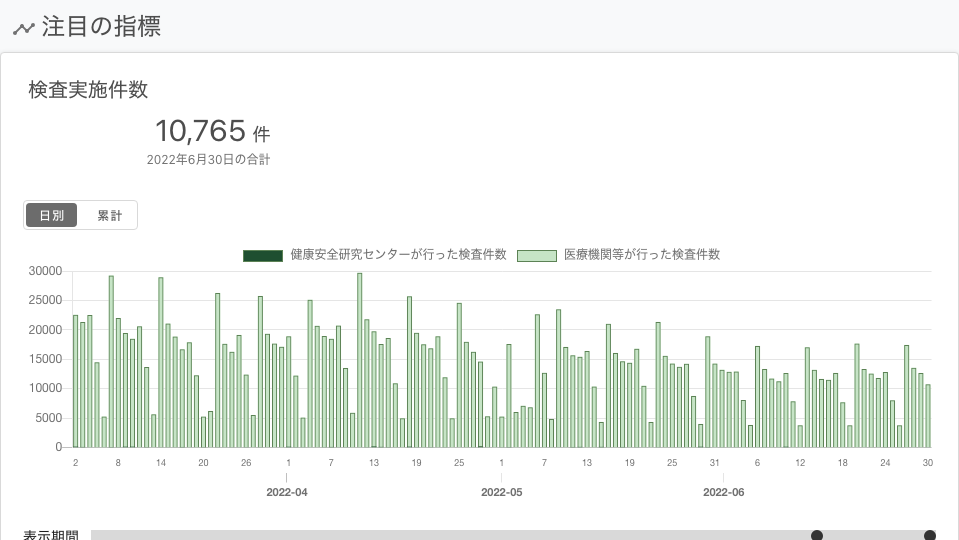 注目の指標
検査実施件数
10,765 件
2022年6月30日の合計
日別 累計
健康安全研究センターが行った検査件数 医療機関等が行った検査件数
30000
25000
20000
15000
10000
5000
0
2 8 14 20 26 1 7 13 19 25 1 7 13 19 25 31 6 12 18 24 30
2022-04 2022-05 2022-06
表示期間